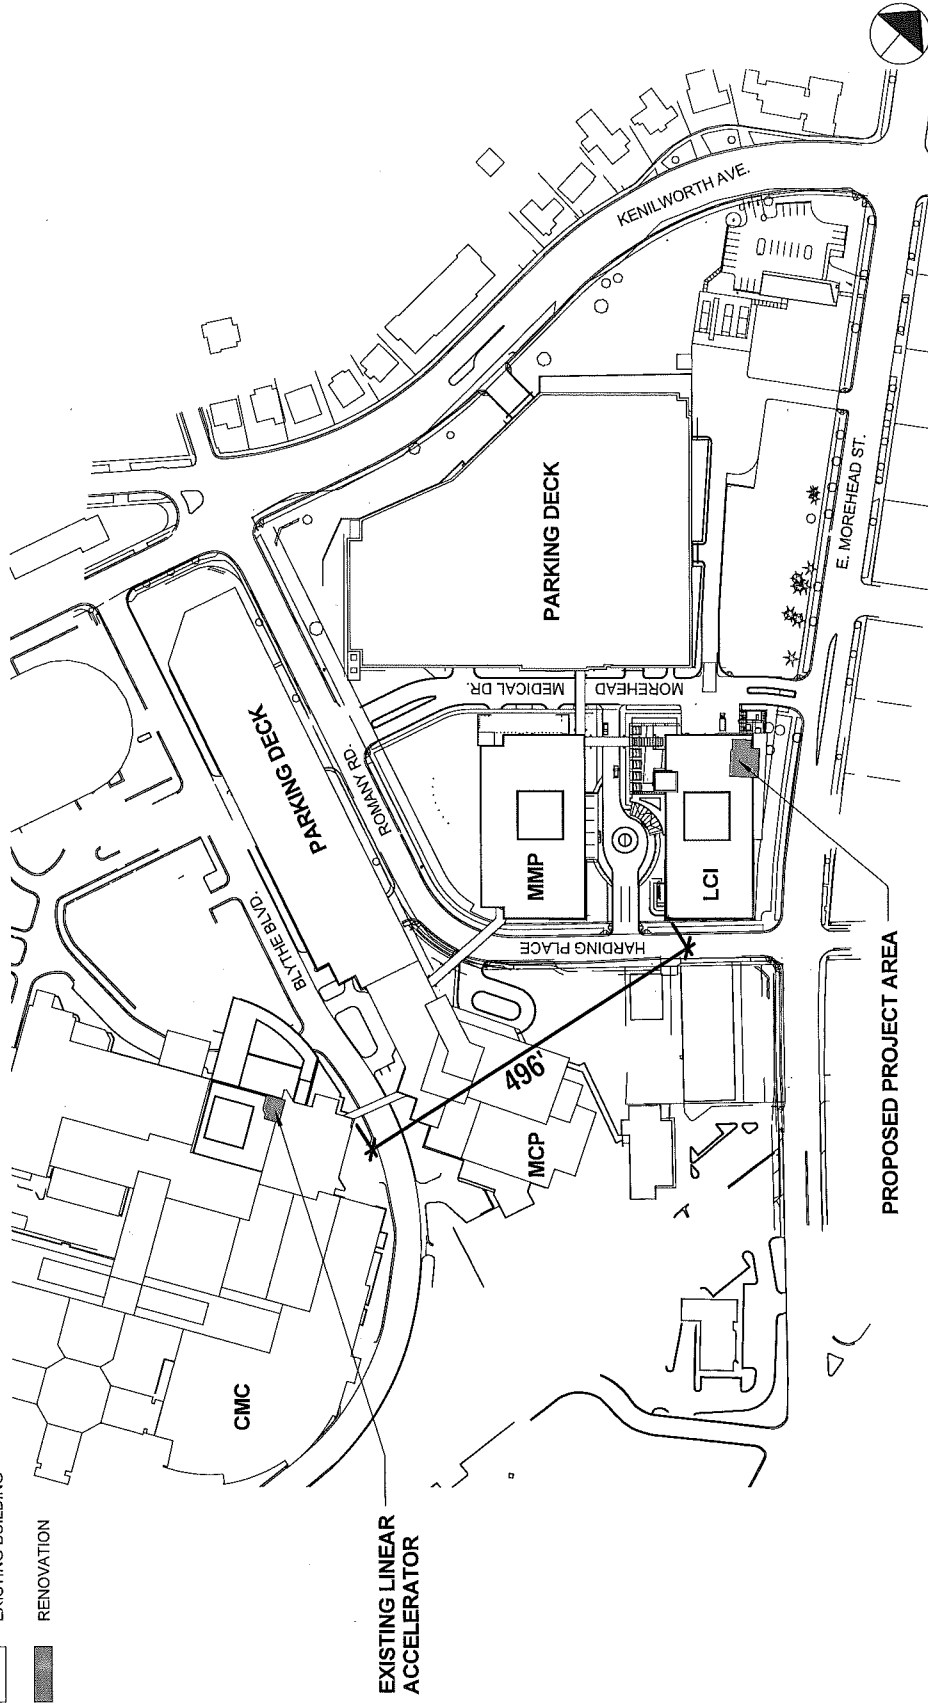 EXISTING BUILDING
RENOVATION
EXISTING LINEAR
ACCELERATOR
CMC
BLYTHE BLVD.
PARKING DECK
ROMANY RD.
MCP
496'
HARDING PLACE
MMP
LCI
MOREHEAD
MEDICAL DR.
PARKING DECK
KENILWORTH AVE.
E. MOREHEAD ST.
PROPOSED PROJECT AREA